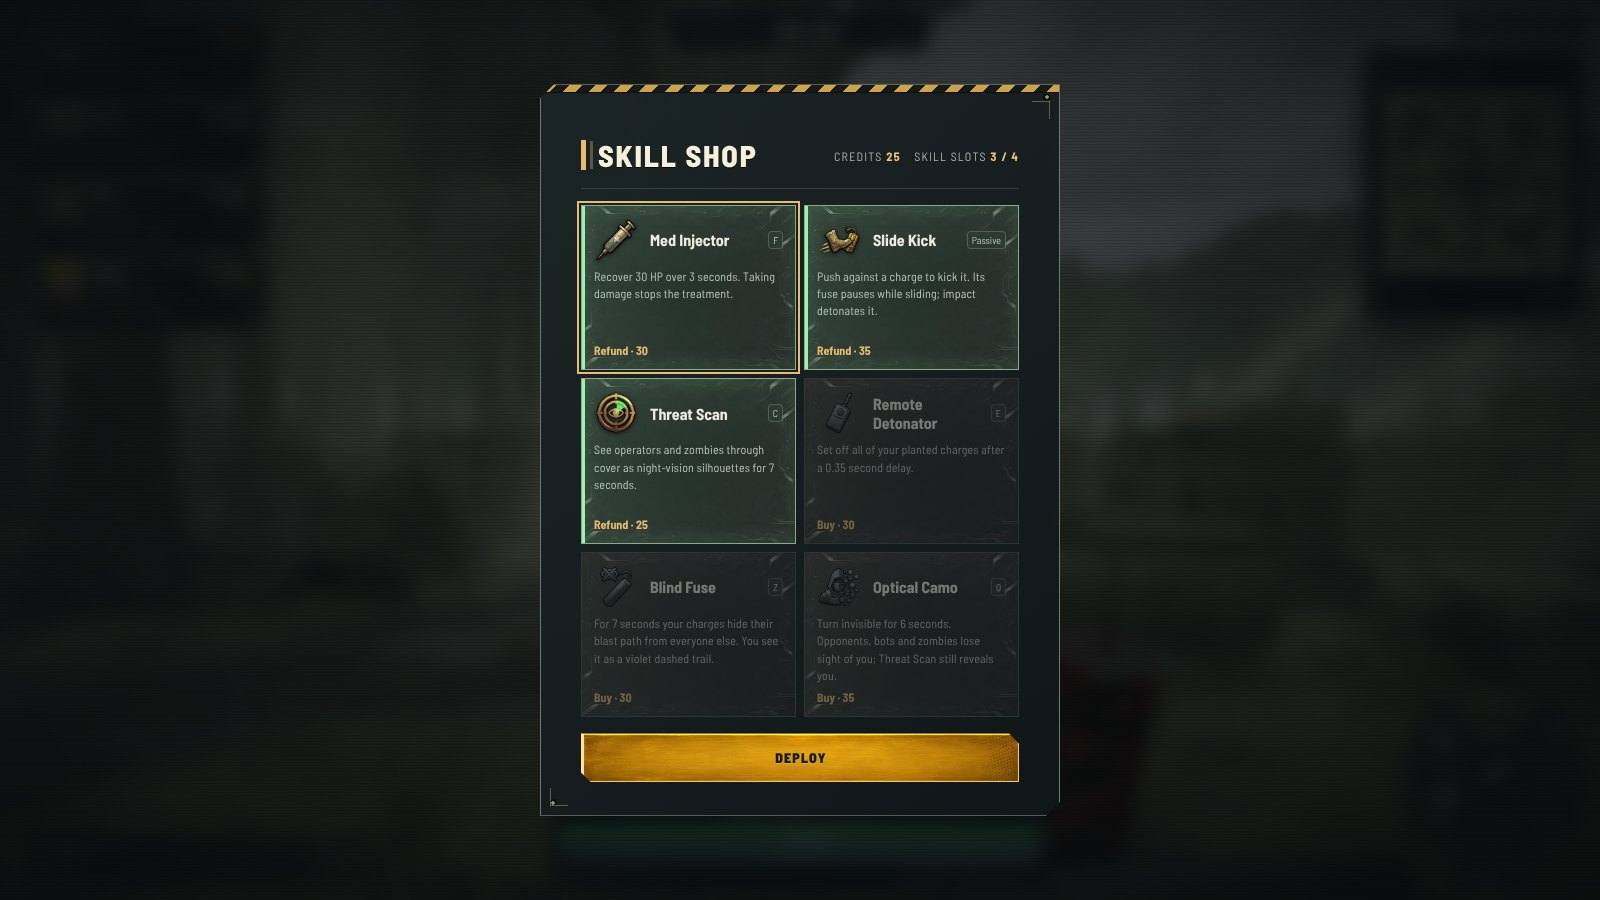 SKILL SHOP
CREDITS 25 SKILL SLOTS 3 / 4
Med Injector
F
Recover 30 HP over 3 seconds. Taking
damage stops the treatment.
Refund · 30
Slide Kick
Passive
Push against a charge to kick it. Its
fuse pauses while sliding; impact
detonates it.
Refund · 35
Threat Scan
C
See operators and zombies through
cover as night-vision silhouettes for 7
seconds.
Refund · 25
Remote
Detonator
E
Set off all of your planted charges after
a 0.35 second delay.
Buy · 30
Blind Fuse
Z
For 7 seconds your charges hide their
blast path from everyone else. You see
it as a violet dashed trail.
Buy · 30
Optical Camo
Q
Turn invisible for 6 seconds.
Opponents, bots and zombies lose
sight of you; Threat Scan still reveals
you.
Buy · 35
DEPLOY